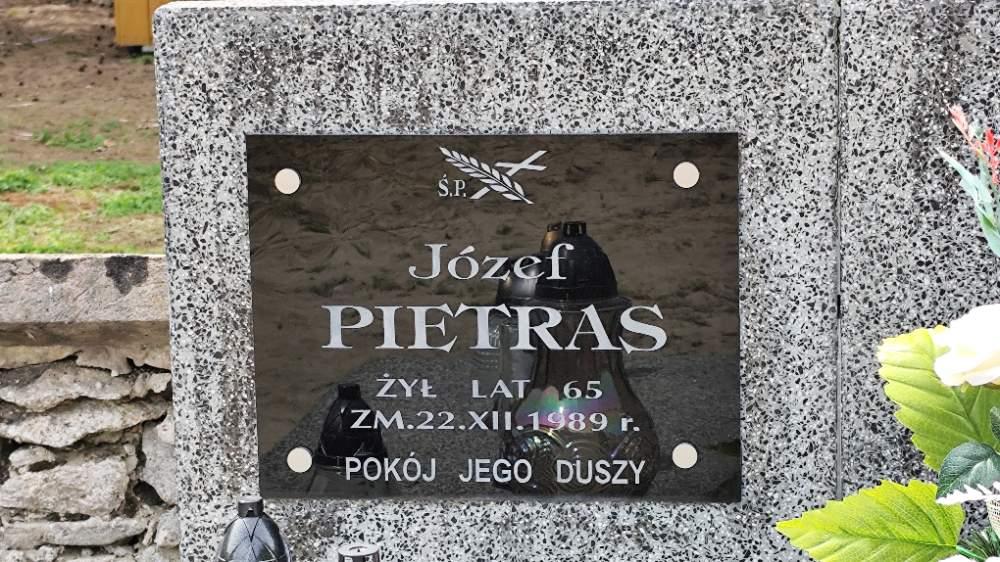 Ś.P.
Józef
PIETRAS
ŻYŁ LAT 65
ZM.22.XII.1989 r.
POKÓJ JEGO DUSZY